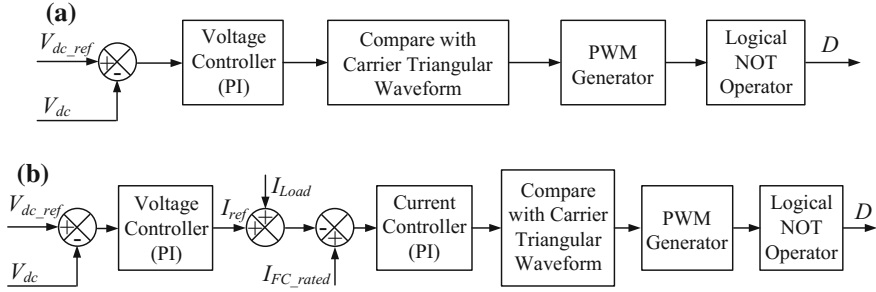 (a)
V_dc_ref
+
-
V_dc
Voltage
Controller
(PI)
Compare with
Carrier Triangular
Waveform
PWM
Generator
Logical
NOT
Operator
D
(b)
V_dc_ref
+
-
V_dc
Voltage
Controller
(PI)
I_ref
I_Load
+
+
-
+
I_FC_rated
Current
Controller
(PI)
Compare
with Carrier
Triangular
Waveform
PWM
Generator
Logical
NOT
Operator
D